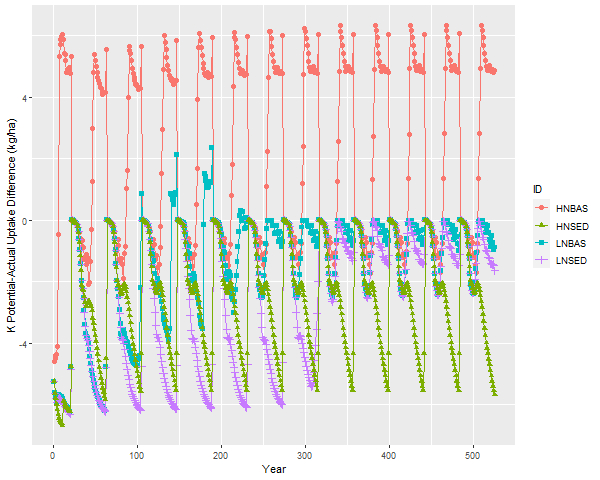 K Potential-Actual Uptake Difference (kg/ha)
4
0
-4
0
100
200
300
400
500
Year
ID
HNBAS
HNSED
LNBAS
LNSED